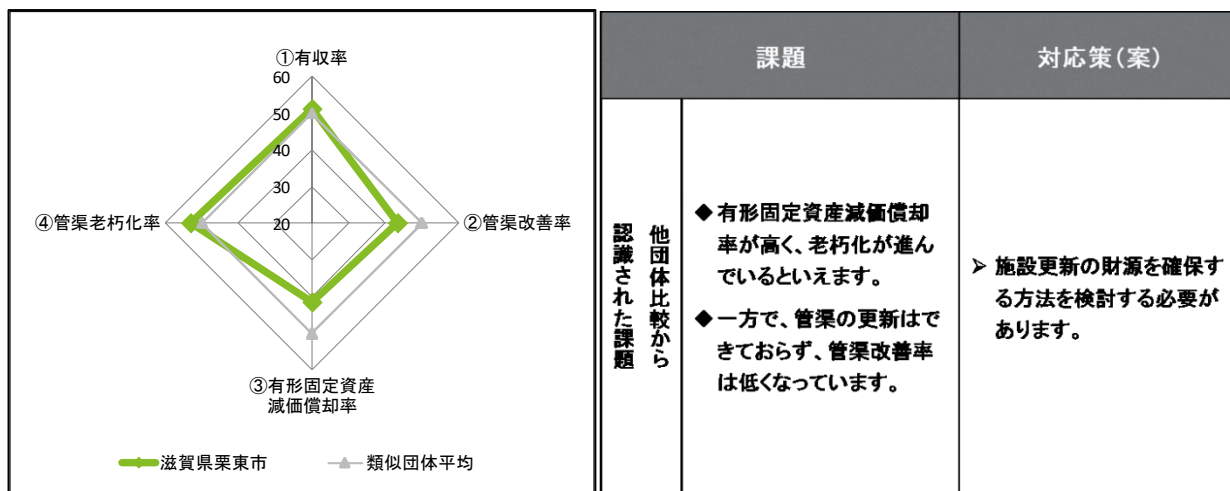 ①有収率
60
50
40
30
20
②管渠改善率
③有形固定資産
減価償却率
④管渠老朽化率
滋賀県栗東市
類似団体平均
課題
対応策(案)
他団体比較から
認識された課題
◆有形固定資産減価償却
率が高く、老朽化が進ん
でいるといえます。
◆一方で、管渠の更新はで
きておらず、管渠改善率
は低くなっています。
➢ 施設更新の財源を確保す
る方法を検討する必要が
あります。